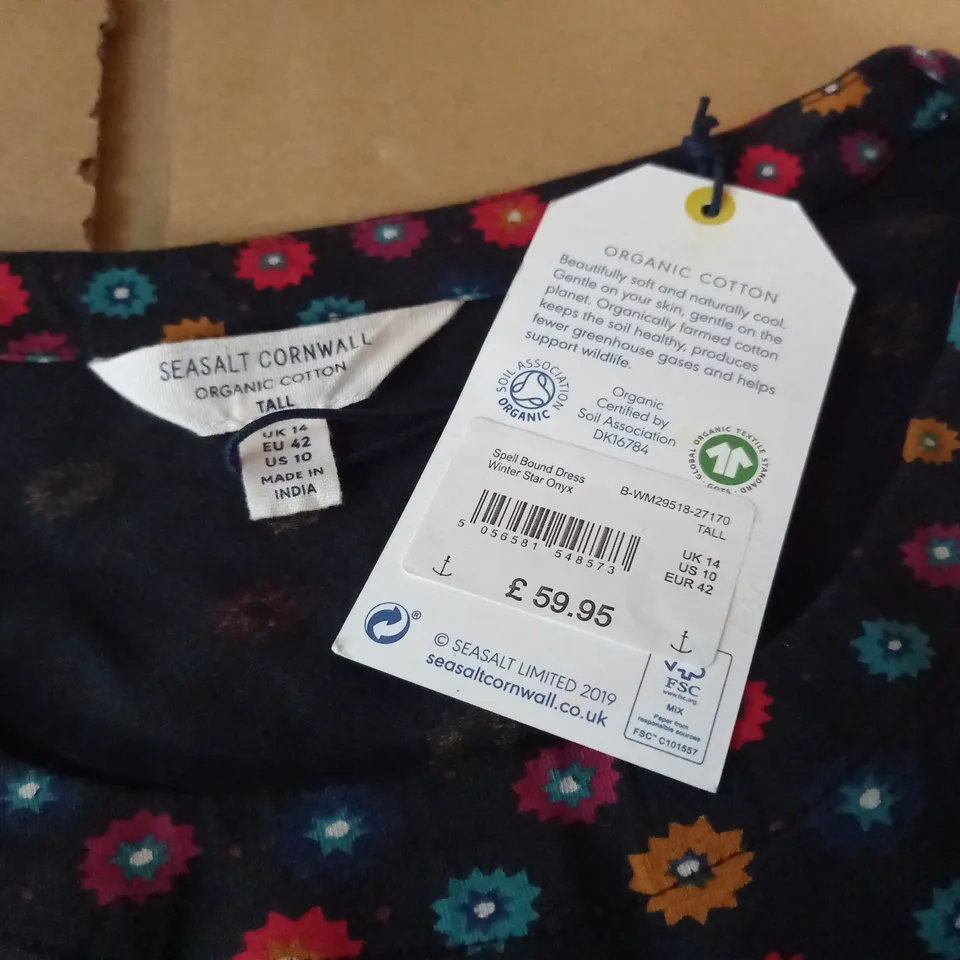 SEASALT CORNWALL
ORGANIC COTTON
TALL
UK 14
EU 42
US 10
MADE IN
INDIA
ORGANIC COTTON
Beautifully soft and naturally cool.
Gentle on your skin, gentle on the
planet. Organically farmed cotton
keeps the soil healthy, produces
fewer greenhouse gases and helps
support wildlife.
SOIL ASSOCIATION
ORGANIC
Organic
Certified by
Soil Association
DK16784
GLOBAL ORGANIC TEXTILE STANDARD
GOTS
Spell Bound Dress
Winter Star Onyx
B-WM29518-27170
TALL
5 056581 548573
UK 14
US 10
EUR 42
£ 59.95
®
© SEASALT LIMITED 2019
seasaltcornwall.co.uk
FSC
www.fsc.org
MIX
Paper from
responsible sources
FSC™ C101557